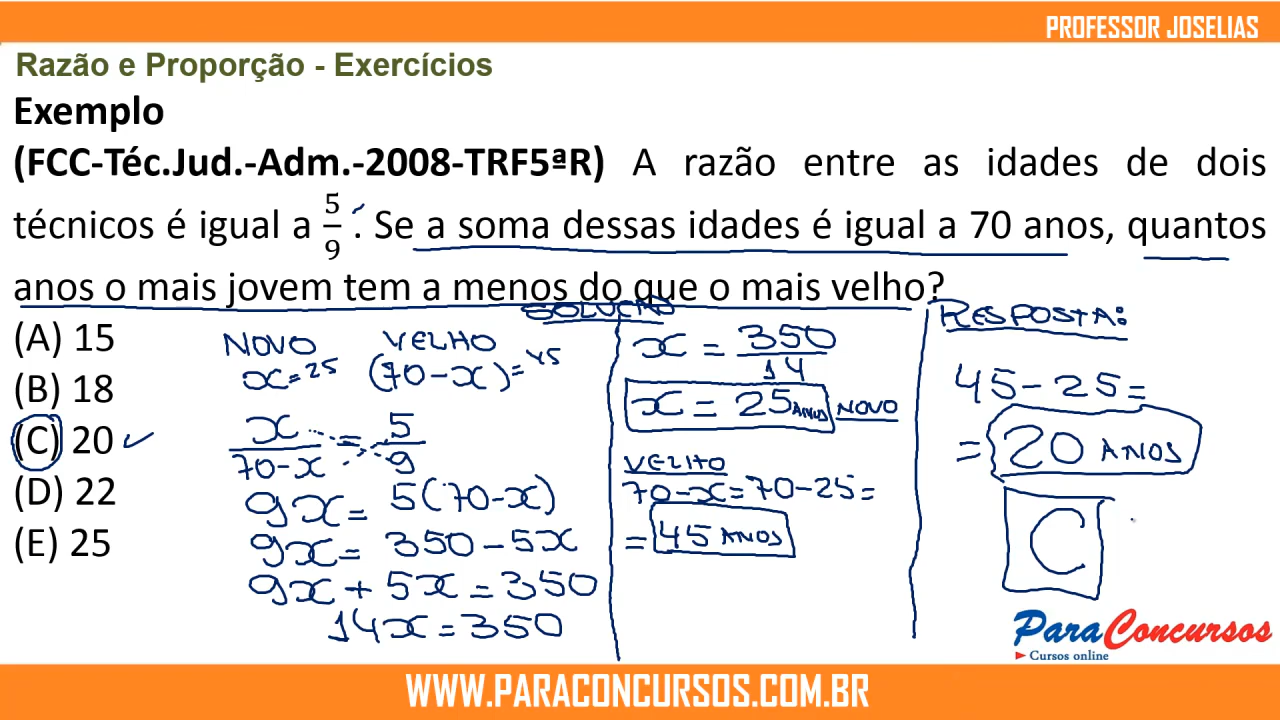 PROFESSOR JOSELIAS
Razão e Proporção - Exercícios
Exemplo
(FCC-Téc.Jud.-Adm.-2008-TRF5ªR) A razão entre as idades de dois
técnicos é igual a 5/9 . Se a soma dessas idades é igual a 70 anos, quantos
anos o mais jovem tem a menos do que o mais velho?
(A) 15
(B) 18
(C) 20
(D) 22
(E) 25
SOLUÇÃO
NOVO VELHO
x=25 (70-x)=45
x/70-x = 5/9
9x= 5(70-x)
9x= 350-5x
9x+5x=350
14x=350
x = 350/14
x = 25 ANOS NOVO
VELHO
70-x=70-25=
= 45 ANOS
RESPOSTA:
45-25=
= 20 ANOS
C
ParaConcursos
Cursos online
WWW.PARACONCURSOS.COM.BR